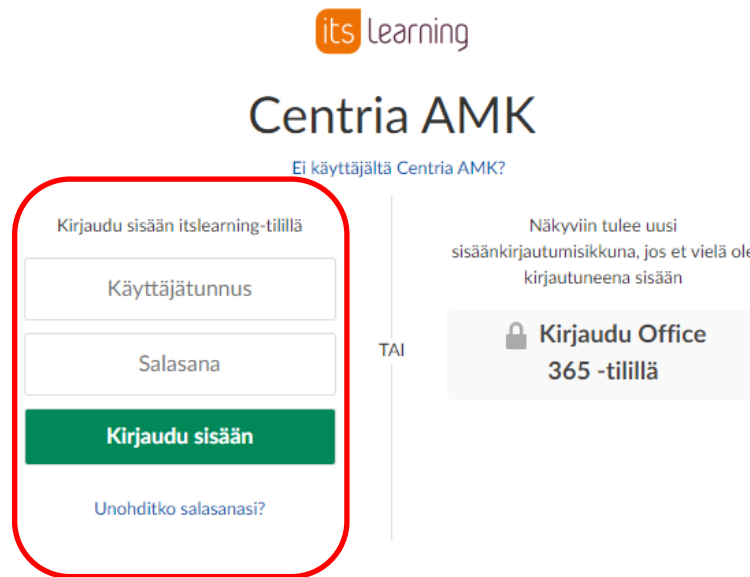 its learning
Centria AMK
Ei käyttäjältä Centria AMK?
Kirjaudu sisään itslearning-tilillä
Käyttäjätunnus
Salasana
Kirjaudu sisään
Unohditko salasanasi?
TAI
Näkyviin tulee uusi
sisäänkirjautumisikkuna, jos et vielä ole
kirjautuneena sisään
Kirjaudu Office
365 -tilillä